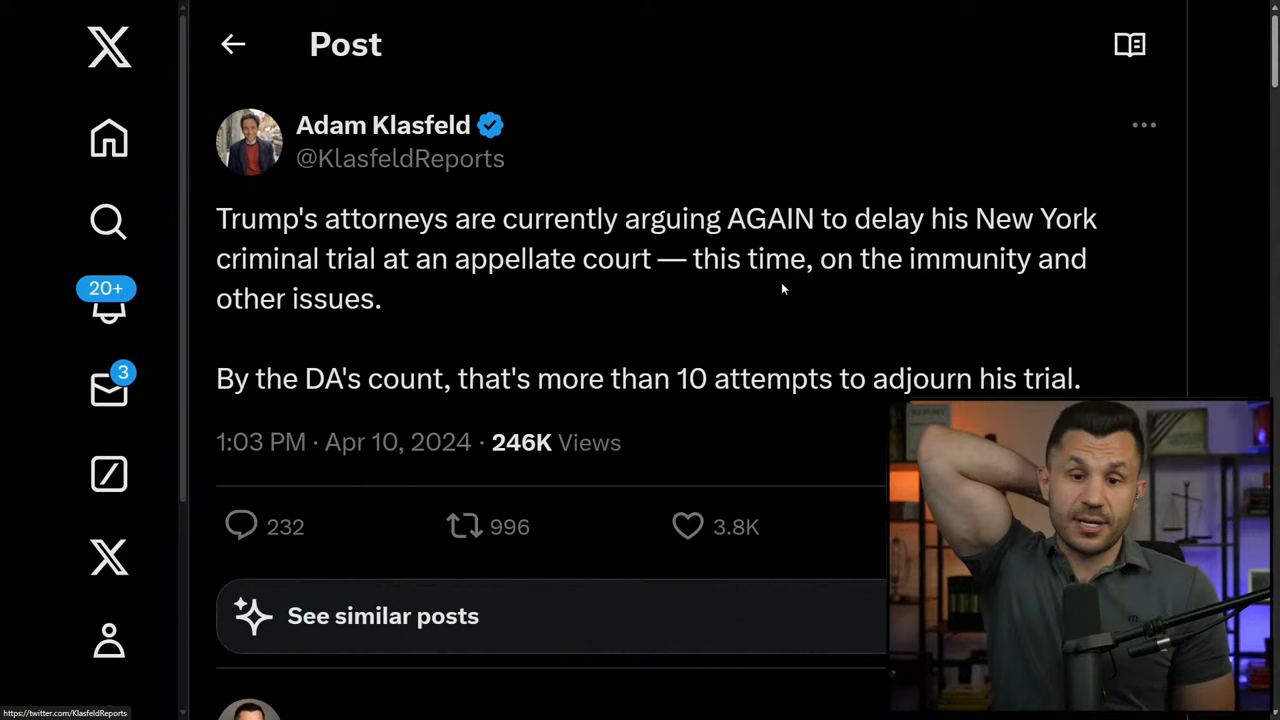 Post
Adam Klasfeld
@KlasfeldReports
Trump's attorneys are currently arguing AGAIN to delay his New York
criminal trial at an appellate court — this time, on the immunity and
other issues.
By the DA's count, that's more than 10 attempts to adjourn his trial.
1:03 PM · Apr 10, 2024 · 246K Views
232 996 3.8K
See similar posts
20+
3
https://twitter.com/KlasfeldReports